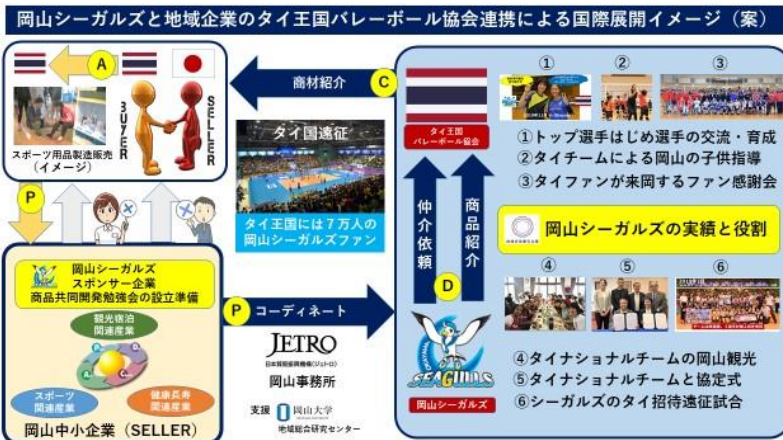 岡山シーガルズと地域企業のタイ王国バレーボール協会連携による国際展開イメージ（案）
A
BUYER
SELLER
スポーツ用品製造販売
（イメージ）
P
岡山シーガルズ
スポンサー企業
商品共同開発勉強会の設立準備
観光宿泊
関連産業
スポーツ
関連産業
健康長寿
関連産業
岡山中小企業（SELLER）
商材紹介
C
タイ国遠征
タイ王国には７万人の
岡山シーガルズファン
P
コーディネート
JETRO
日本貿易振興機構(ジェトロ)
岡山事務所
支援
岡山大学
地域総合研究センター
タイ王国
バレーボール協会
仲介依頼
商品紹介
D
SEAGULLS
岡山シーガルズ
① ② ③
①トップ選手はじめ選手の交流・育成
②タイチームによる岡山の子供指導
③タイファンが来岡するファン感謝会
岡山シーガルズの実績と役割
④ ⑤ ⑥
④タイナショナルチームの岡山観光
⑤タイナショナルチームと協定式
⑥シーガルズのタイ招待遠征試合